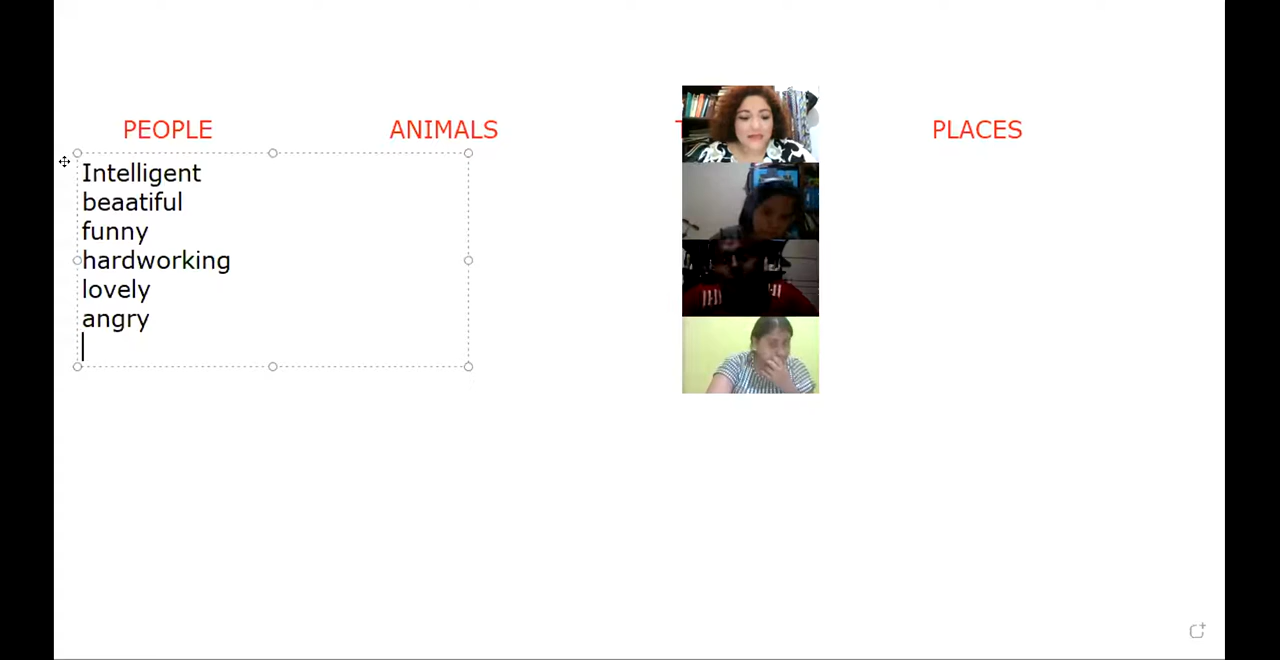 PEOPLE ANIMALS PLACES
Intelligent
beaatiful
funny
hardworking
lovely
angry